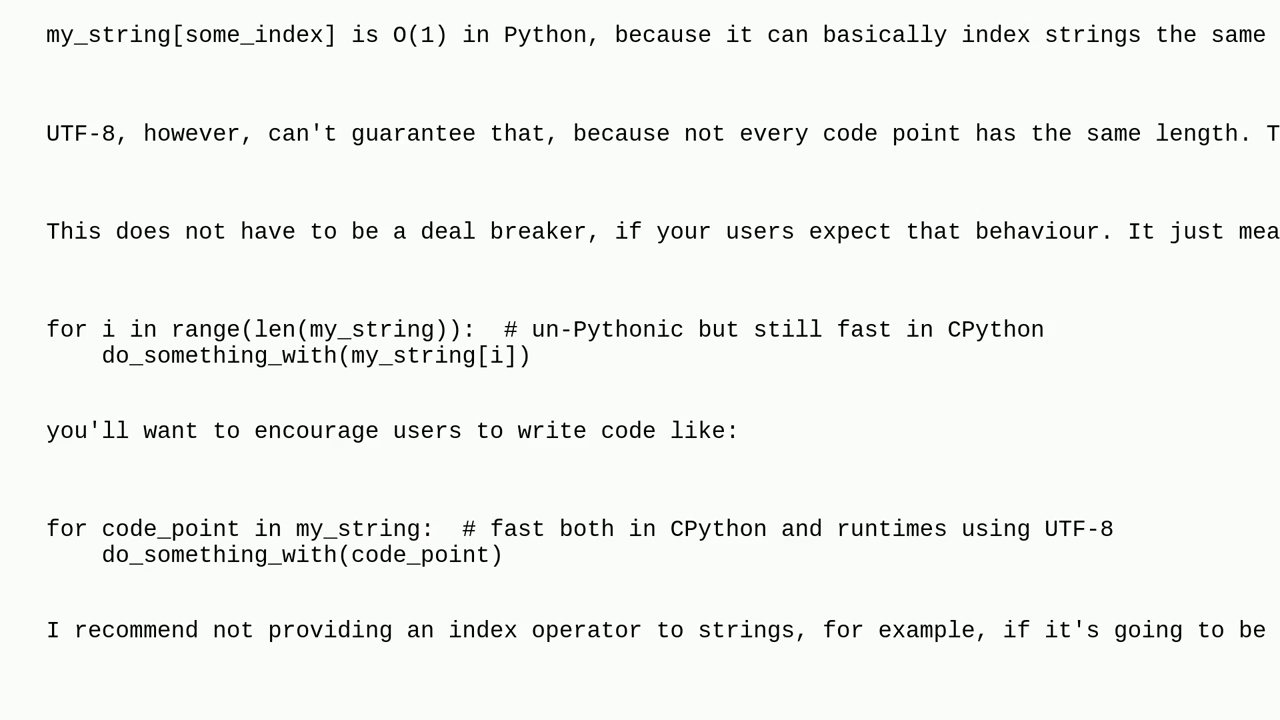 my_string[some_index] is O(1) in Python, because it can basically index strings the same
UTF-8, however, can't guarantee that, because not every code point has the same length. T
This does not have to be a deal breaker, if your users expect that behaviour. It just mea
for i in range(len(my_string)):  # un-Pythonic but still fast in CPython
    do_something_with(my_string[i])
you'll want to encourage users to write code like:
for code_point in my_string:  # fast both in CPython and runtimes using UTF-8
    do_something_with(code_point)
I recommend not providing an index operator to strings, for example, if it's going to be